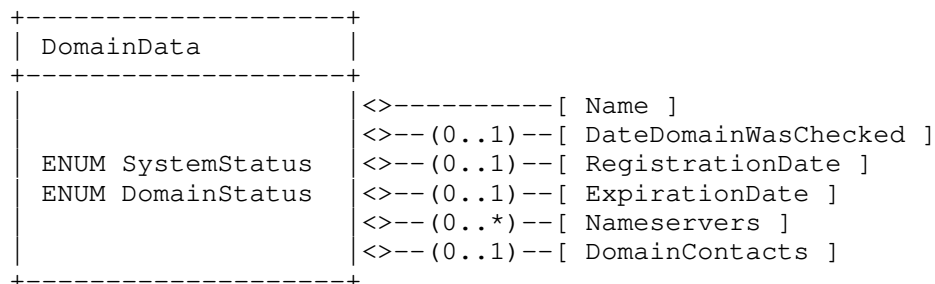 +---------------------+
| DomainData          |
+---------------------+
|                     |<>----------[ Name ]
|                     |<>--(0..1)--[ DateDomainWasChecked ]
| ENUM SystemStatus   |<>--(0..1)--[ RegistrationDate ]
| ENUM DomainStatus   |<>--(0..1)--[ ExpirationDate ]
|                     |<>--(0..*)--[ Nameservers ]
|                     |<>--(0..1)--[ DomainContacts ]
+---------------------+